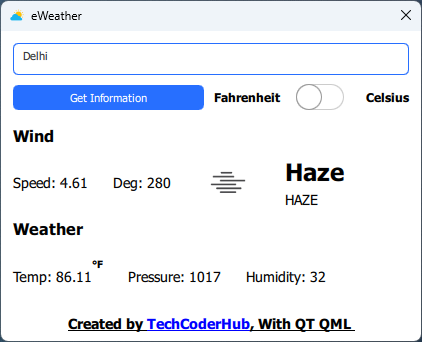 eWeather
Delhi
Get Information Fahrenheit Celsius
Wind
Speed: 4.61 Deg: 280 Haze
HAZE
Weather
Temp: 86.11 °F Pressure: 1017 Humidity: 32
Created by TechCoderHub, With QT QML